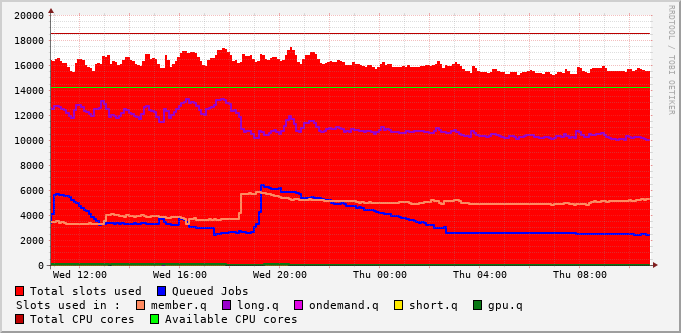 20000
18000
16000
14000
12000
10000
8000
6000
4000
2000
0
Wed 12:00 Wed 16:00 Wed 20:00 Thu 00:00 Thu 04:00 Thu 08:00
RRDTOOL / TOBI OETIKER
Total slots used Queued Jobs
Slots used in : member.q long.q ondemand.q short.q gpu.q
Total CPU cores Available CPU cores